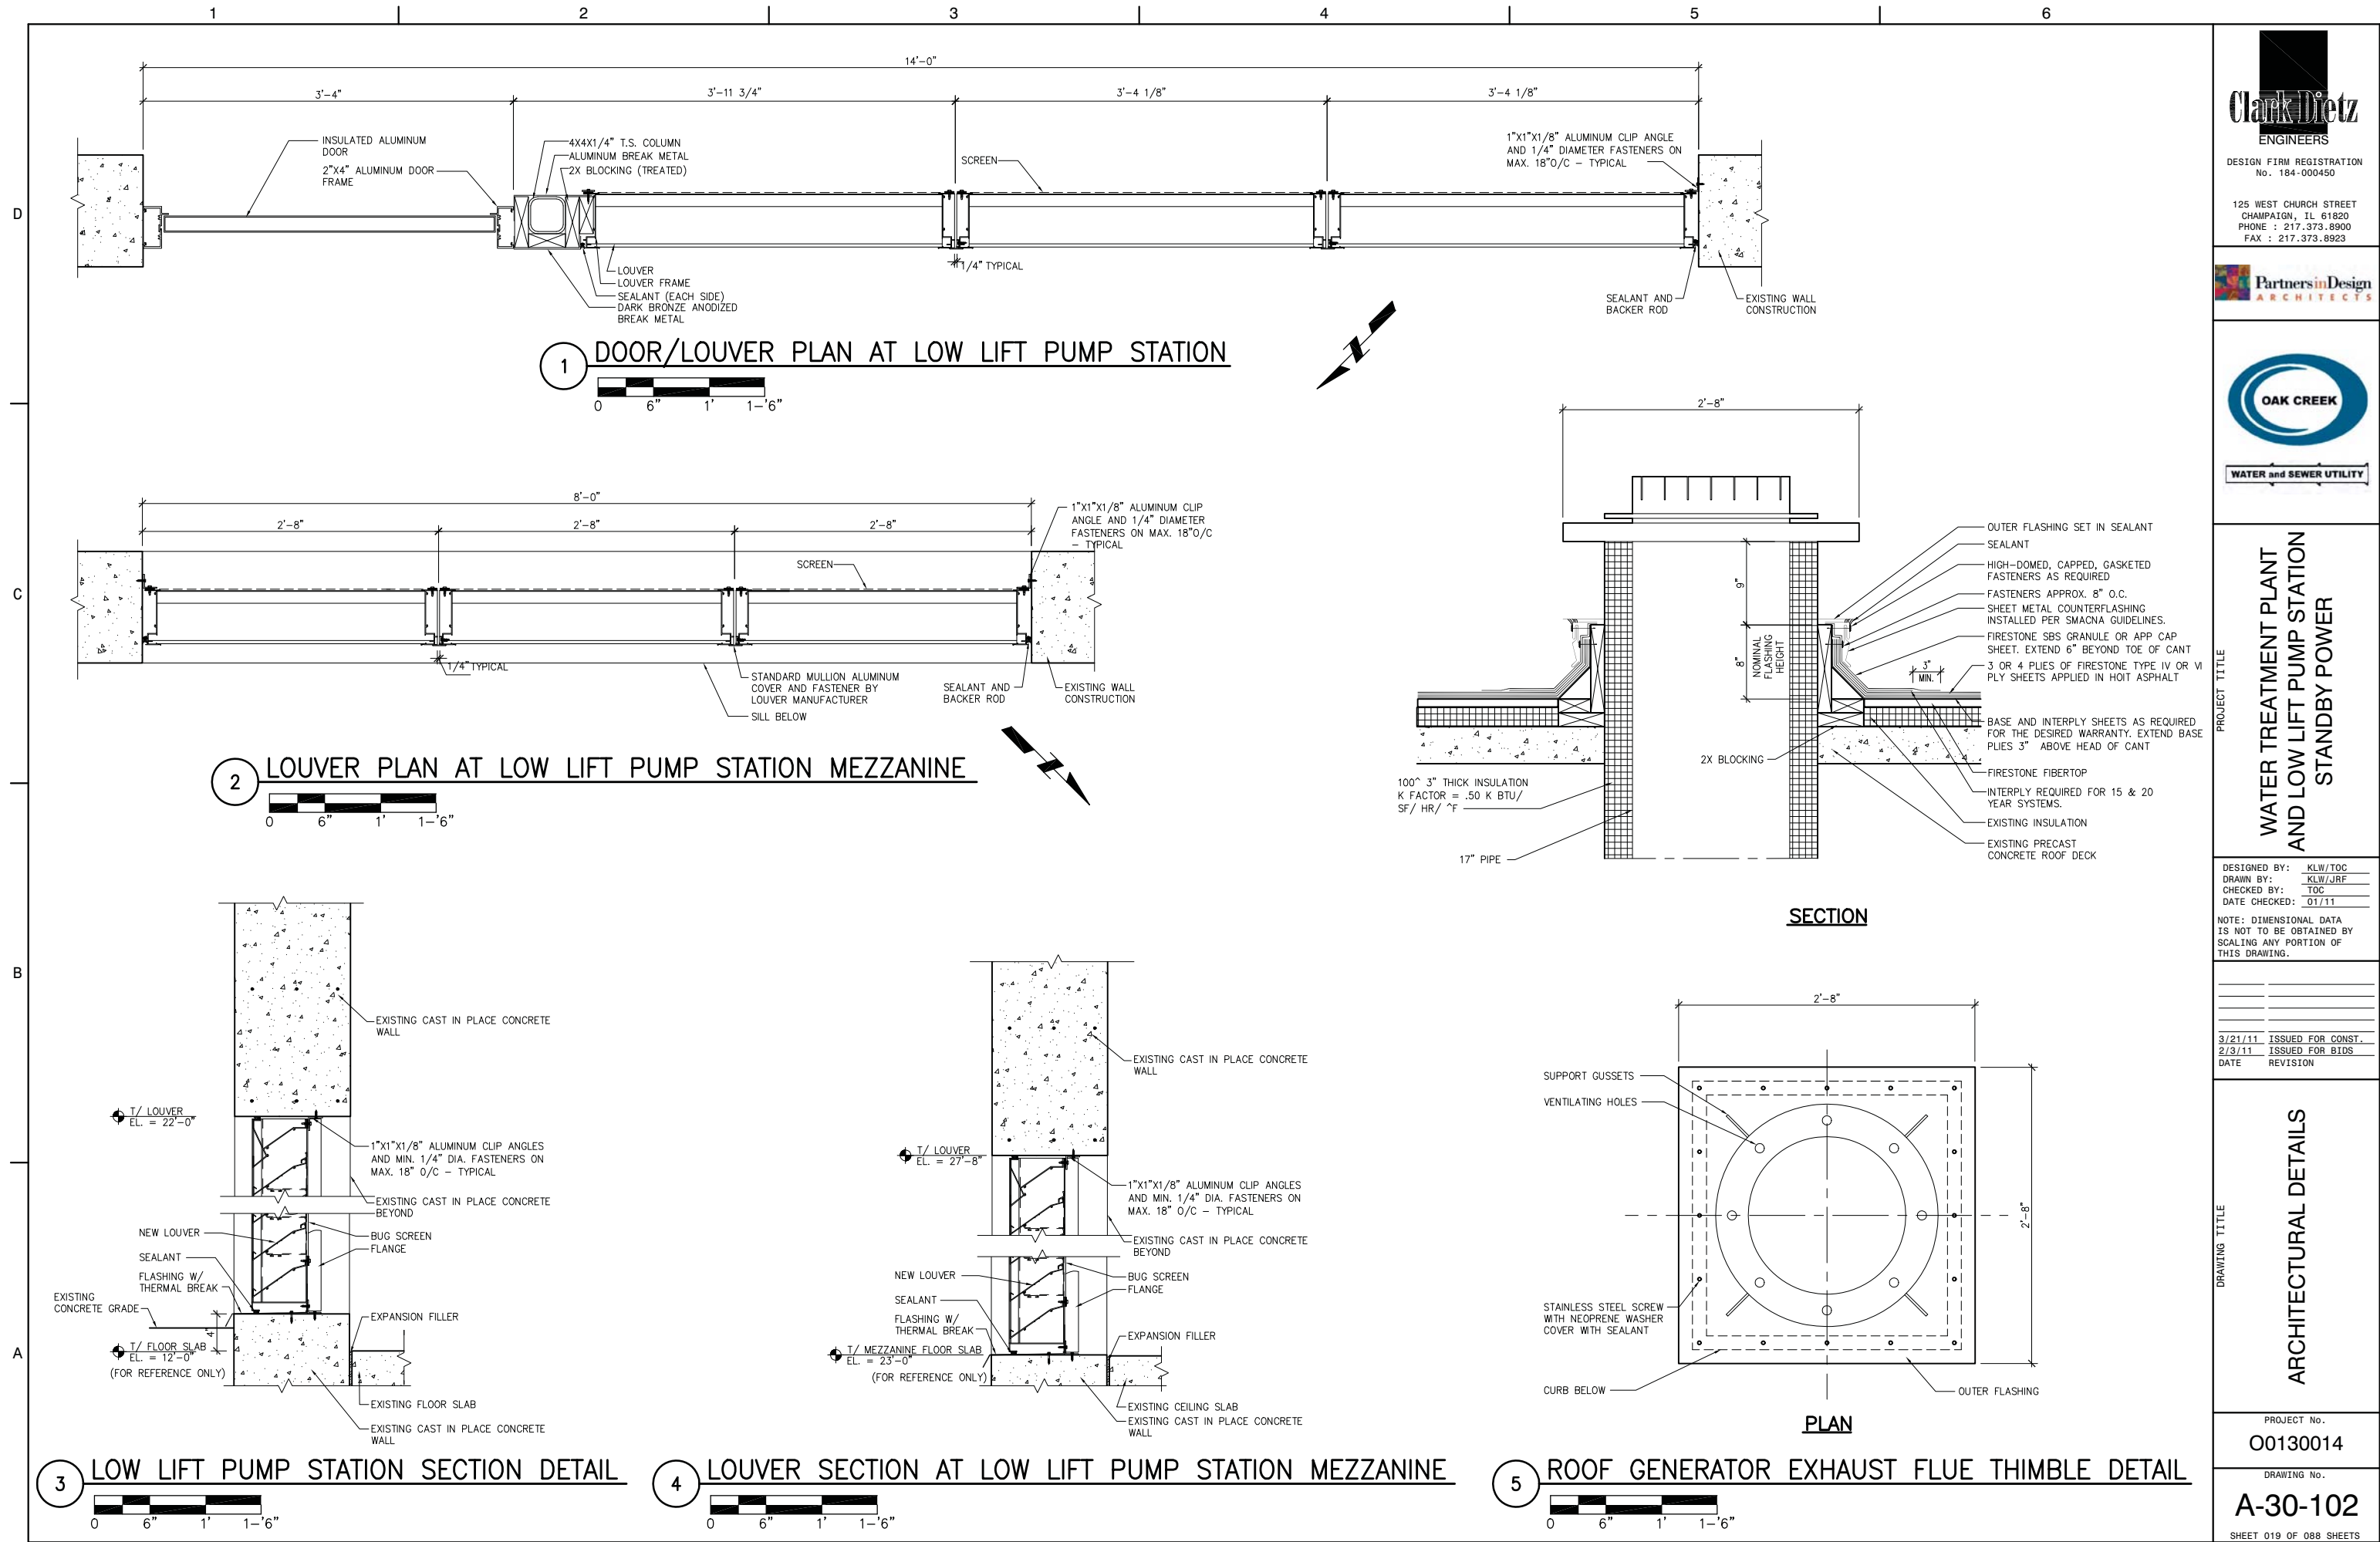 1 2 3 4 5 6
D
C
B
A
14'-0"
3'-4" 3'-11 3/4" 3'-4 1/8" 3'-4 1/8"
INSULATED ALUMINUM
DOOR
2"X4" ALUMINUM DOOR
FRAME
4X4X1/4" T.S. COLUMN
ALUMINUM BREAK METAL
2X BLOCKING (TREATED)
SCREEN
1"X1"X1/8" ALUMINUM CLIP ANGLE
AND 1/4" DIAMETER FASTENERS ON
MAX. 18"O/C – TYPICAL
LOUVER
LOUVER FRAME
SEALANT (EACH SIDE)
DARK BRONZE ANODIZED
BREAK METAL
1/4" TYPICAL
SEALANT AND
BACKER ROD
EXISTING WALL
CONSTRUCTION
1 DOOR/LOUVER PLAN AT LOW LIFT PUMP STATION
0 6" 1' 1-'6"
8'-0"
2'-8" 2'-8" 2'-8"
1"X1"X1/8" ALUMINUM CLIP
ANGLE AND 1/4" DIAMETER
FASTENERS ON MAX. 18"O/C
– TYPICAL
SCREEN
1/4" TYPICAL
STANDARD MULLION ALUMINUM
COVER AND FASTENER BY
LOUVER MANUFACTURER
SILL BELOW
SEALANT AND
BACKER ROD
EXISTING WALL
CONSTRUCTION
2 LOUVER PLAN AT LOW LIFT PUMP STATION MEZZANINE
0 6" 1' 1-'6"
2'-8"
9"
8"
NOMINAL
FLASHING
HEIGHT
3"
MIN.
OUTER FLASHING SET IN SEALANT
SEALANT
HIGH-DOMED, CAPPED, GASKETED
FASTENERS AS REQUIRED
FASTENERS APPROX. 8" O.C.
SHEET METAL COUNTERFLASHING
INSTALLED PER SMACNA GUIDELINES.
FIRESTONE SBS GRANULE OR APP CAP
SHEET. EXTEND 6" BEYOND TOE OF CANT
3 OR 4 PLIES OF FIRESTONE TYPE IV OR VI
PLY SHEETS APPLIED IN HOIT ASPHALT
BASE AND INTERPLY SHEETS AS REQUIRED
FOR THE DESIRED WARRANTY. EXTEND BASE
PLIES 3" ABOVE HEAD OF CANT
FIRESTONE FIBERTOP
INTERPLY REQUIRED FOR 15 & 20
YEAR SYSTEMS.
EXISTING INSULATION
EXISTING PRECAST
CONCRETE ROOF DECK
2X BLOCKING
100^ 3" THICK INSULATION
K FACTOR = .50 K BTU/
SF/ HR/ ^F
17" PIPE
SECTION
EXISTING CAST IN PLACE CONCRETE
WALL
T/ LOUVER
EL. = 22'-0"
1"X1"X1/8" ALUMINUM CLIP ANGLES
AND MIN. 1/4" DIA. FASTENERS ON
MAX. 18" O/C – TYPICAL
EXISTING CAST IN PLACE CONCRETE
BEYOND
NEW LOUVER
BUG SCREEN
FLANGE
SEALANT
FLASHING W/
THERMAL BREAK
EXISTING
CONCRETE GRADE
4"
EXPANSION FILLER
T/ FLOOR SLAB
EL. = 12'-0"
(FOR REFERENCE ONLY)
EXISTING FLOOR SLAB
EXISTING CAST IN PLACE CONCRETE
WALL
3 LOW LIFT PUMP STATION SECTION DETAIL
0 6" 1' 1-'6"
EXISTING CAST IN PLACE CONCRETE
WALL
T/ LOUVER
EL. = 27'-8"
1"X1"X1/8" ALUMINUM CLIP ANGLES
AND MIN. 1/4" DIA. FASTENERS ON
MAX. 18" O/C – TYPICAL
EXISTING CAST IN PLACE CONCRETE
BEYOND
NEW LOUVER
BUG SCREEN
FLANGE
SEALANT
FLASHING W/
THERMAL BREAK
EXPANSION FILLER
T/ MEZZANINE FLOOR SLAB
EL. = 23'-0"
(FOR REFERENCE ONLY)
EXISTING CEILING SLAB
EXISTING CAST IN PLACE CONCRETE
WALL
4 LOUVER SECTION AT LOW LIFT PUMP STATION MEZZANINE
0 6" 1' 1-'6"
2'-8"
2'-8"
SUPPORT GUSSETS
VENTILATING HOLES
STAINLESS STEEL SCREW
WITH NEOPRENE WASHER
COVER WITH SEALANT
CURB BELOW
OUTER FLASHING
PLAN
5 ROOF GENERATOR EXHAUST FLUE THIMBLE DETAIL
0 6" 1' 1-'6"
Clark Dietz
ENGINEERS
DESIGN FIRM REGISTRATION
No. 184-000450
125 WEST CHURCH STREET
CHAMPAIGN, IL 61820
PHONE : 217.373.8900
FAX : 217.373.8923
Partners in Design
ARCHITECTS
OAK CREEK
WATER and SEWER UTILITY
PROJECT TITLE
WATER TREATMENT PLANT
AND LOW LIFT PUMP STATION
STANDBY POWER
DESIGNED BY: KLW/TOC
DRAWN BY: KLW/JRF
CHECKED BY: TOC
DATE CHECKED: 01/11
NOTE: DIMENSIONAL DATA
IS NOT TO BE OBTAINED BY
SCALING ANY PORTION OF
THIS DRAWING.
3/21/11 ISSUED FOR CONST.
2/3/11 ISSUED FOR BIDS
DATE REVISION
DRAWING TITLE
ARCHITECTURAL DETAILS
PROJECT No.
O0130014
DRAWING No.
A-30-102
SHEET 019 OF 088 SHEETS